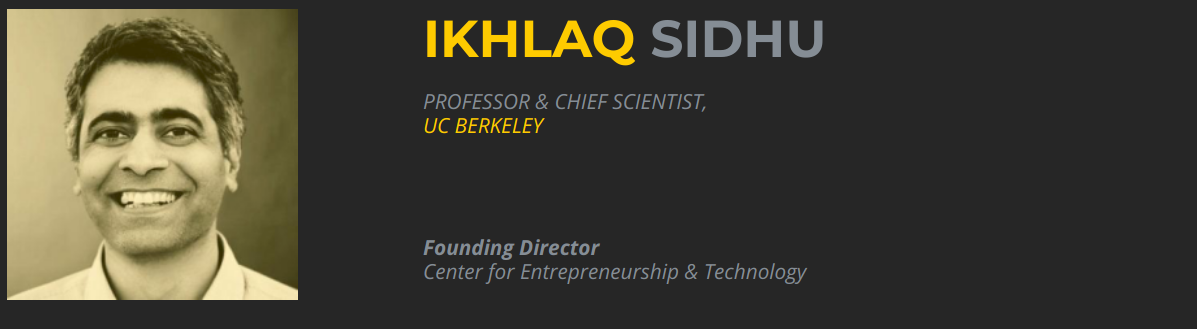 IKHLAQ SIDHU
PROFESSOR & CHIEF SCIENTIST,
UC BERKELEY
Founding Director
Center for Entrepreneurship & Technology